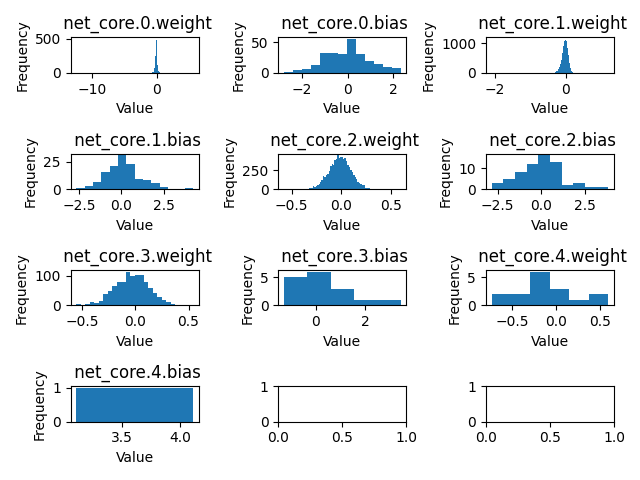 net_core.0.weight
net_core.0.bias
net_core.1.weight
Frequency
500
0
−10
0
Value
Frequency
50
0
−2
0
2
Value
Frequency
1000
0
−2
0
Value
net_core.1.bias
net_core.2.weight
net_core.2.bias
Frequency
25
0
−2.5
0.0
2.5
Value
Frequency
250
0
−0.5
0.0
0.5
Value
Frequency
10
0
−2.5
0.0
2.5
Value
net_core.3.weight
net_core.3.bias
net_core.4.weight
Frequency
100
0
−0.5
0.0
0.5
Value
Frequency
5
0
0
2
Value
Frequency
5
0
−0.5
0.0
0.5
Value
net_core.4.bias
Frequency
1
0
3.5
4.0
Value
1
0
0.0
0.5
1.0
1
0
0.0
0.5
1.0